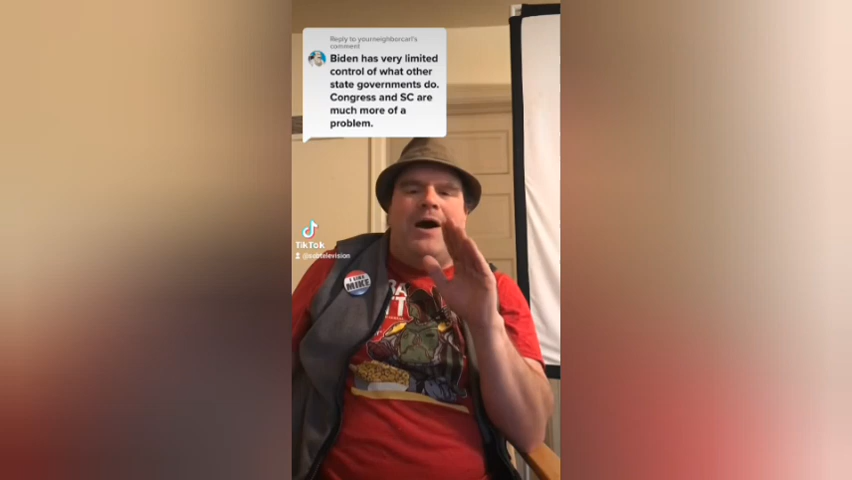 Reply to yourneighborcarl's
comment
Biden has very limited
control of what other
state governments do.
Congress and SC are
much more of a
problem.
TikTok
@subtelevision
I LIKE
MIKE